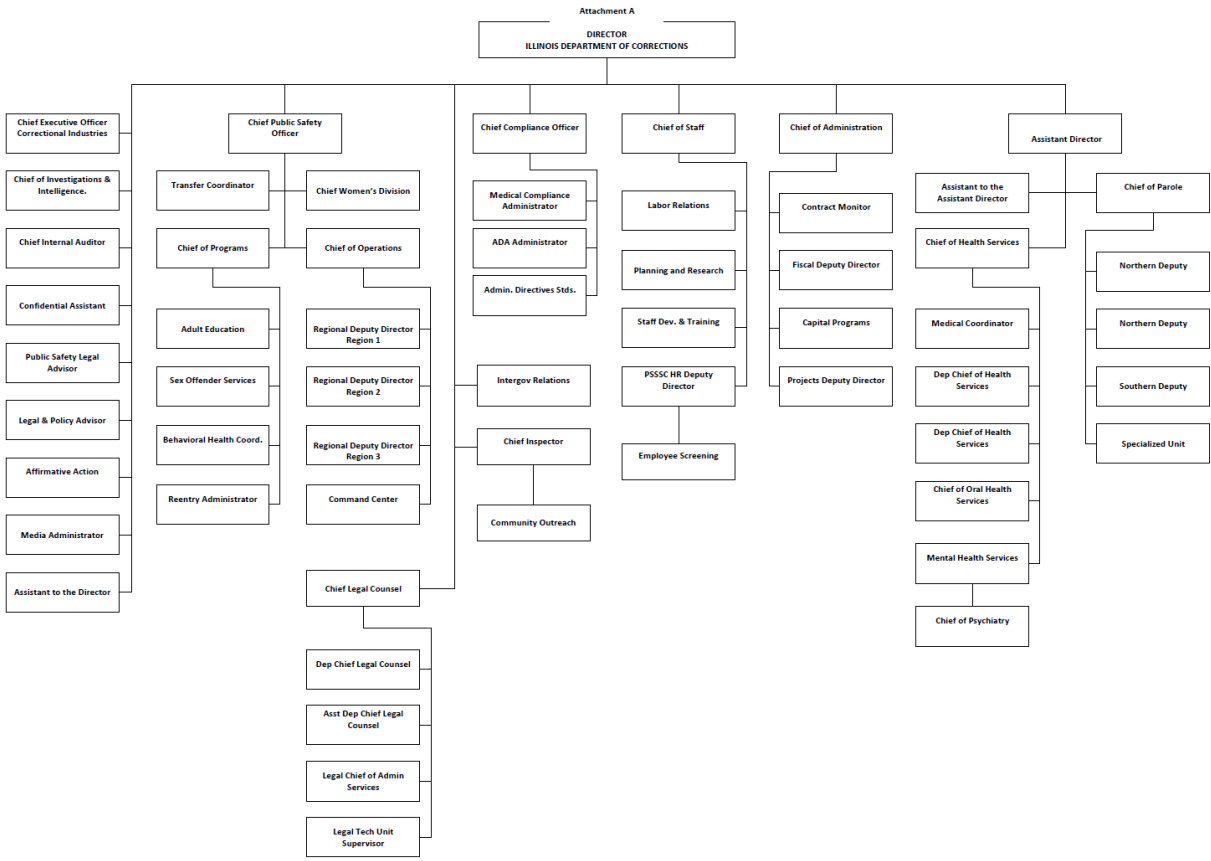 Attachment A
DIRECTOR
ILLINOIS DEPARTMENT OF CORRECTIONS
Chief Executive Officer
Correctional Industries
Chief of Investigations &
Intelligence.
Chief Internal Auditor
Confidential Assistant
Public Safety Legal
Advisor
Legal & Policy Advisor
Affirmative Action
Media Administrator
Assistant to the Director
Chief Public Safety
Officer
Transfer Coordinator
Chief Women's Division
Chief of Programs
Chief of Operations
Adult Education
Sex Offender Services
Behavioral Health Coord.
Reentry Administrator
Regional Deputy Director
Region 1
Regional Deputy Director
Region 2
Regional Deputy Director
Region 3
Command Center
Chief Legal Counsel
Dep Chief Legal Counsel
Asst Dep Chief Legal
Counsel
Legal Chief of Admin
Services
Legal Tech Unit
Supervisor
Intergov Relations
Chief Inspector
Community Outreach
Chief Compliance Officer
Medical Compliance
Administrator
ADA Administrator
Admin. Directives Stds.
Chief of Staff
Labor Relations
Planning and Research
Staff Dev. & Training
PSSSC HR Deputy
Director
Employee Screening
Chief of Administration
Contract Monitor
Fiscal Deputy Director
Capital Programs
Projects Deputy Director
Assistant Director
Assistant to the
Assistant Director
Chief of Health Services
Medical Coordinator
Dep Chief of Health
Services
Dep Chief of Health
Services
Chief of Oral Health
Services
Mental Health Services
Chief of Psychiatry
Chief of Parole
Northern Deputy
Northern Deputy
Southern Deputy
Specialized Unit